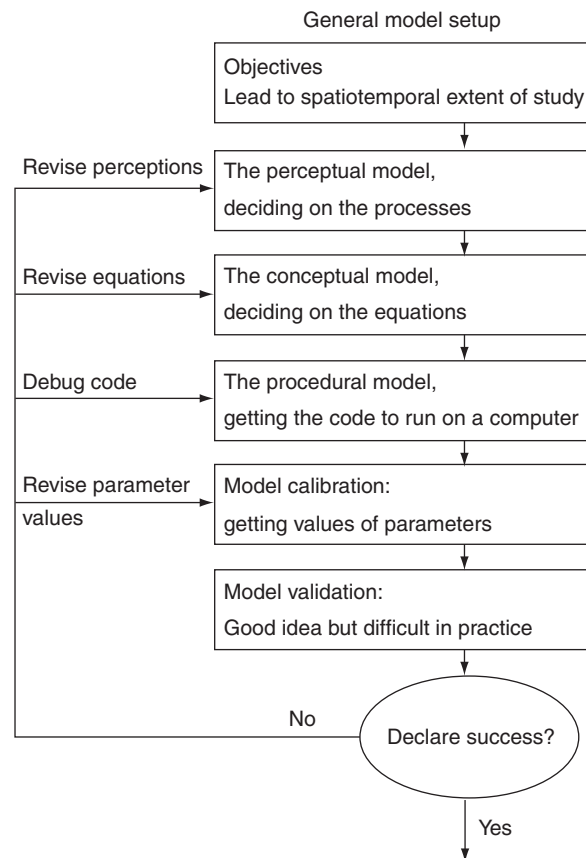 General model setup
Objectives
Lead to spatiotemporal extent of study
Revise perceptions
The perceptual model,
deciding on the processes
Revise equations
The conceptual model,
deciding on the equations
Debug code
The procedural model,
getting the code to run on a computer
Revise parameter
values
Model calibration:
getting values of parameters
Model validation:
Good idea but difficult in practice
No
Declare success?
Yes